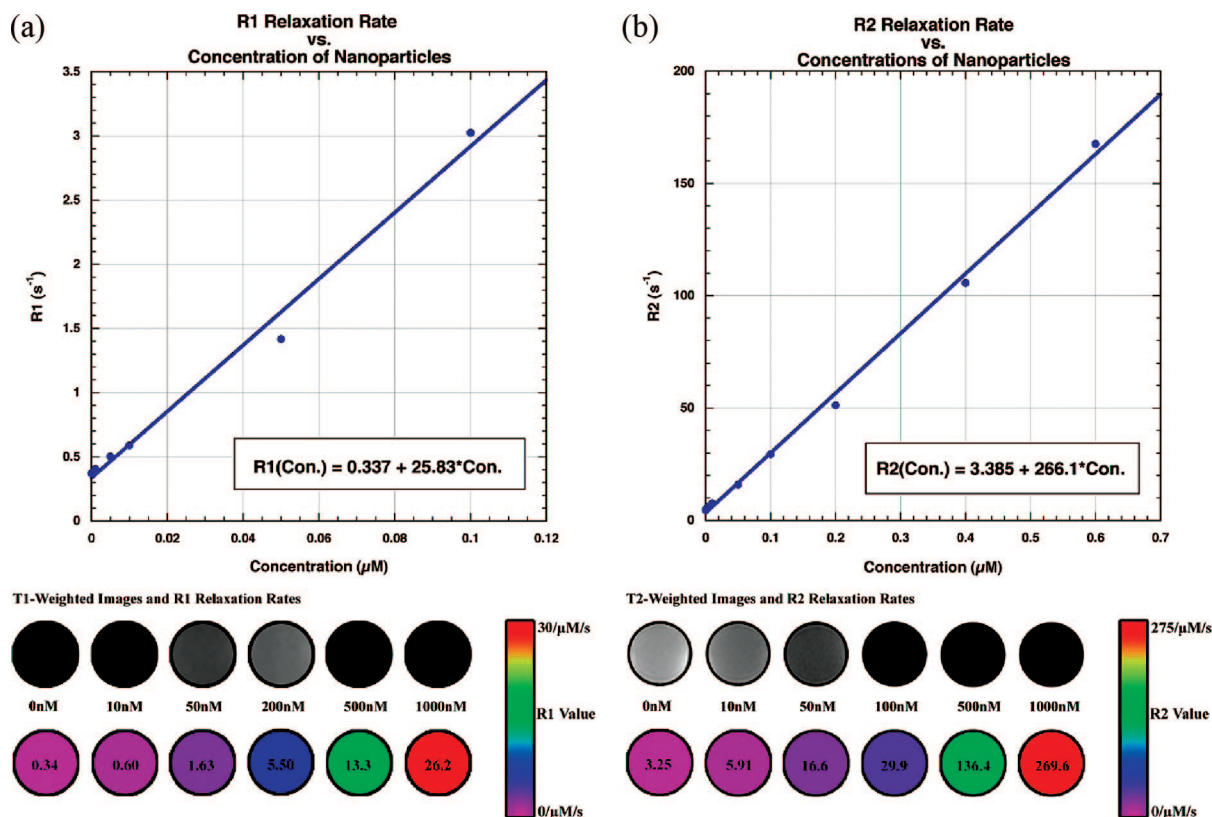 (a)
R1 Relaxation Rate
vs.
Concentration of Nanoparticles
3.5
3
2.5
2
1.5
1
0.5
0
R1 (s⁻¹)
R1(Con.) = 0.337 + 25.83*Con.
0 0.02 0.04 0.06 0.08 0.1 0.12
Concentration (µM)
(b)
R2 Relaxation Rate
vs.
Concentrations of Nanoparticles
200
150
100
50
0
R2 (s⁻¹)
R2(Con.) = 3.385 + 266.1*Con.
0 0.1 0.2 0.3 0.4 0.5 0.6 0.7
Concentration (µM)
T1-Weighted Images and R1 Relaxation Rates
0nM 10nM 50nM 200nM 500nM 1000nM
0.34 0.60 1.63 5.50 13.3 26.2
30/µM/s
R1 Value
0/µM/s
T2-Weighted Images and R2 Relaxation Rates
0nM 10nM 50nM 100nM 500nM 1000nM
3.25 5.91 16.6 29.9 136.4 269.6
275/µM/s
R2 Value
0/µM/s